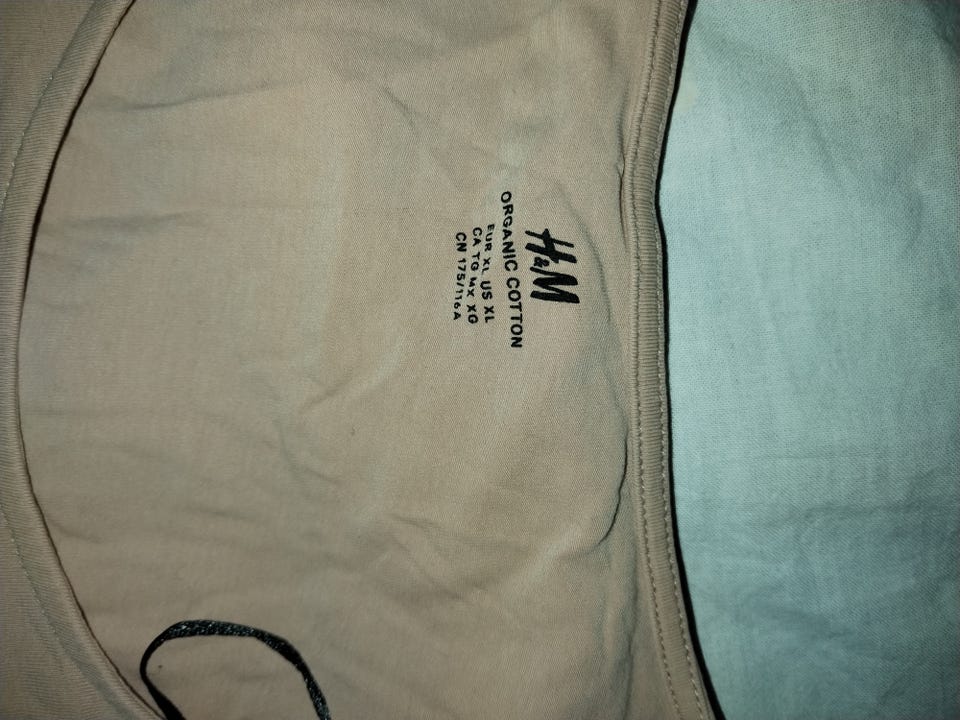 H&M
ORGANIC COTTON
EUR XL US XL
CA TG MX XG
CN 175/116A